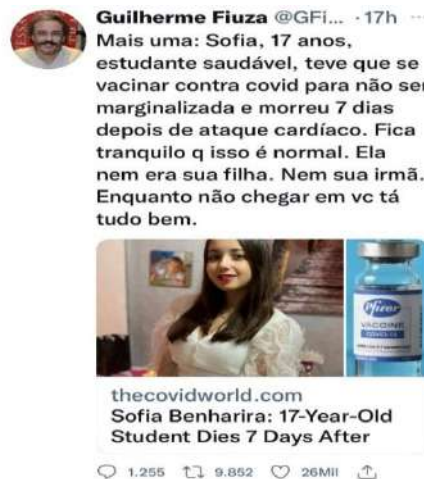 Guilherme Fiuza @GFi... · 17h ...
Mais uma: Sofia, 17 anos,
estudante saudável, teve que se
vacinar contra covid para não ser
marginalizada e morreu 7 dias
depois de ataque cardíaco. Fica
tranquilo q isso é normal. Ela
nem era sua filha. Nem sua irmã.
Enquanto não chegar em vc tá
tudo bem.
Pfizer
VACCINE
COVID-19
thecovidworld.com
Sofia Benharira: 17-Year-Old
Student Dies 7 Days After
1.255 9.852 26Mil